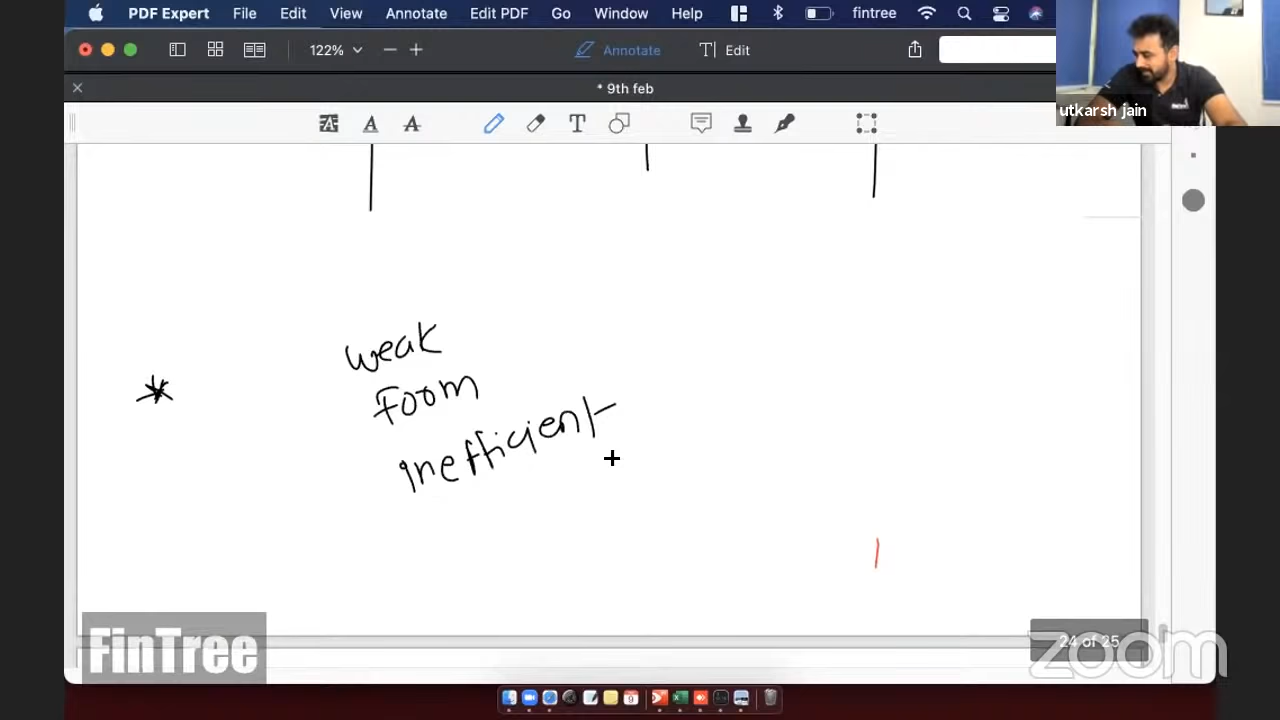 PDF Expert File Edit View Annotate Edit PDF Go Window Help fintree
122% Annotate T Edit
* 9th feb
A A A T
utkarsh jain
weak
* Form
inefficient
FinTree
24 of 25
zoom